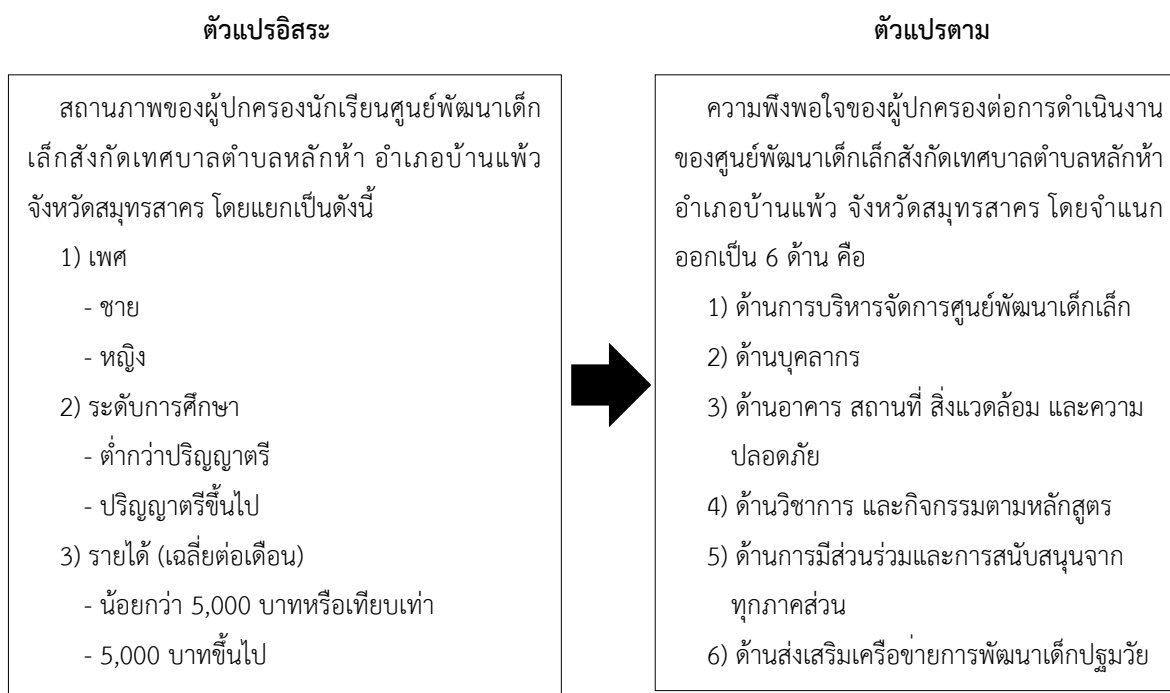 ตัวแปรอิสระ
สถานภาพของผู้ปกครองนักเรียนศูนย์พัฒนาเด็ก
เล็กสังกัดเทศบาลตำบลหลักห้า อำเภอบ้านแพ้ว
จังหวัดสมุทรสาคร โดยแยกเป็นดังนี้
1) เพศ
- ชาย
- หญิง
2) ระดับการศึกษา
- ต่ำกว่าปริญญาตรี
- ปริญญาตรีขึ้นไป
3) รายได้ (เฉลี่ยต่อเดือน)
- น้อยกว่า 5,000 บาทหรือเทียบเท่า
- 5,000 บาทขึ้นไป
ตัวแปรตาม
ความพึงพอใจของผู้ปกครองต่อการดำเนินงาน
ของศูนย์พัฒนาเด็กเล็กสังกัดเทศบาลตำบลหลักห้า
อำเภอบ้านแพ้ว จังหวัดสมุทรสาคร โดยจำแนก
ออกเป็น 6 ด้าน คือ
1) ด้านการบริหารจัดการศูนย์พัฒนาเด็กเล็ก
2) ด้านบุคลากร
3) ด้านอาคาร สถานที่ สิ่งแวดล้อม และความ
ปลอดภัย
4) ด้านวิชาการ และกิจกรรมตามหลักสูตร
5) ด้านการมีส่วนร่วมและการสนับสนุนจาก
ทุกภาคส่วน
6) ด้านส่งเสริมเครือข่ายการพัฒนาเด็กปฐมวัย